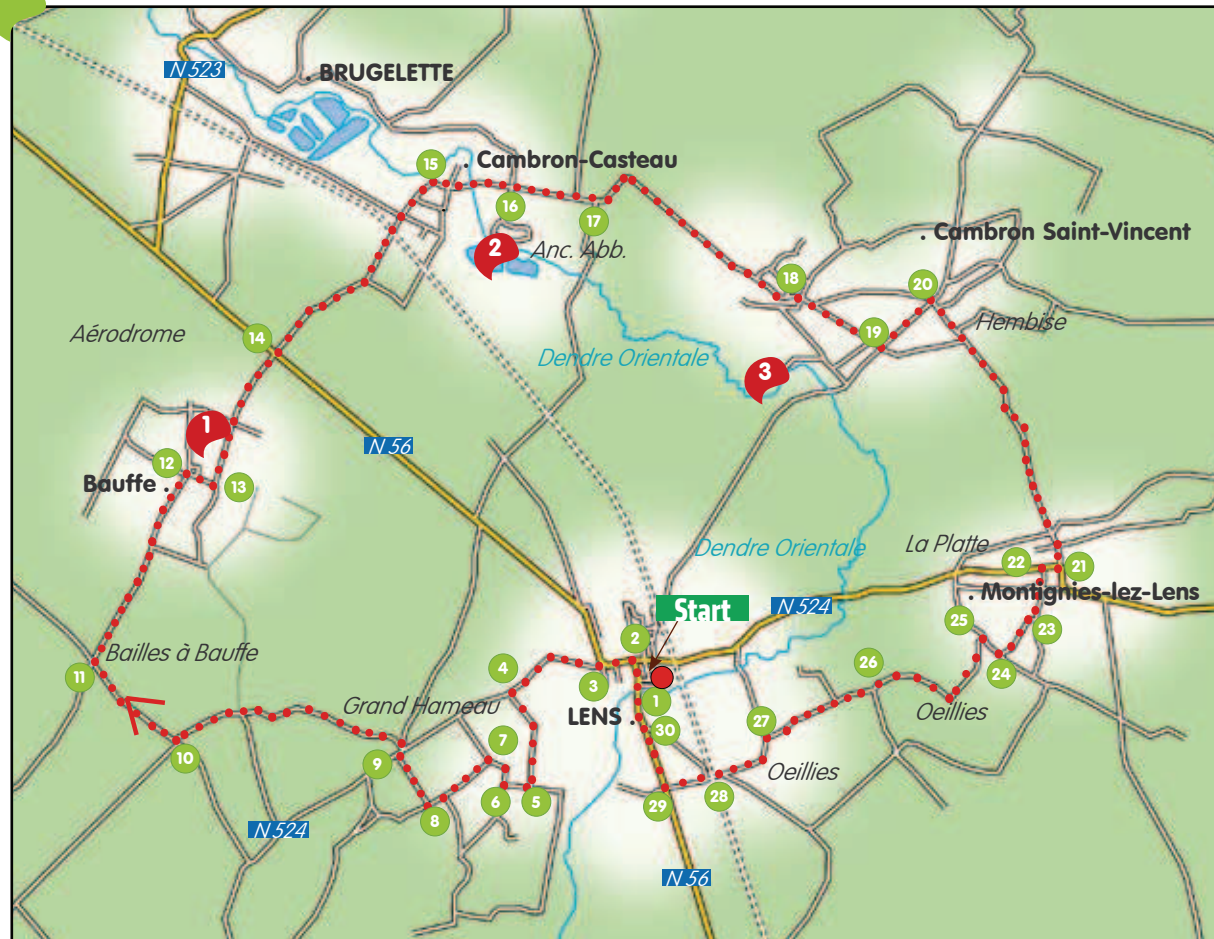 N 523
. BRUGELETTE
15
. Cambron-Casteau
16
17
2
Anc. Abb.
. Cambron Saint-Vincent
18
20
Hembise
19
Aérodrome
14
Dendre Orientale
3
1
N 56
12
Bauffe .
13
Dendre Orientale
La Platte
22
21
. Montignies-lez-Lens
Start
N 524
25
23
2
Bailles à Bauffe
11
4
3
1
26
24
Grand Hameau
LENS .
30
27
Oeillies
7
10
9
6
5
29
28
Oeillies
8
N 524
N 56